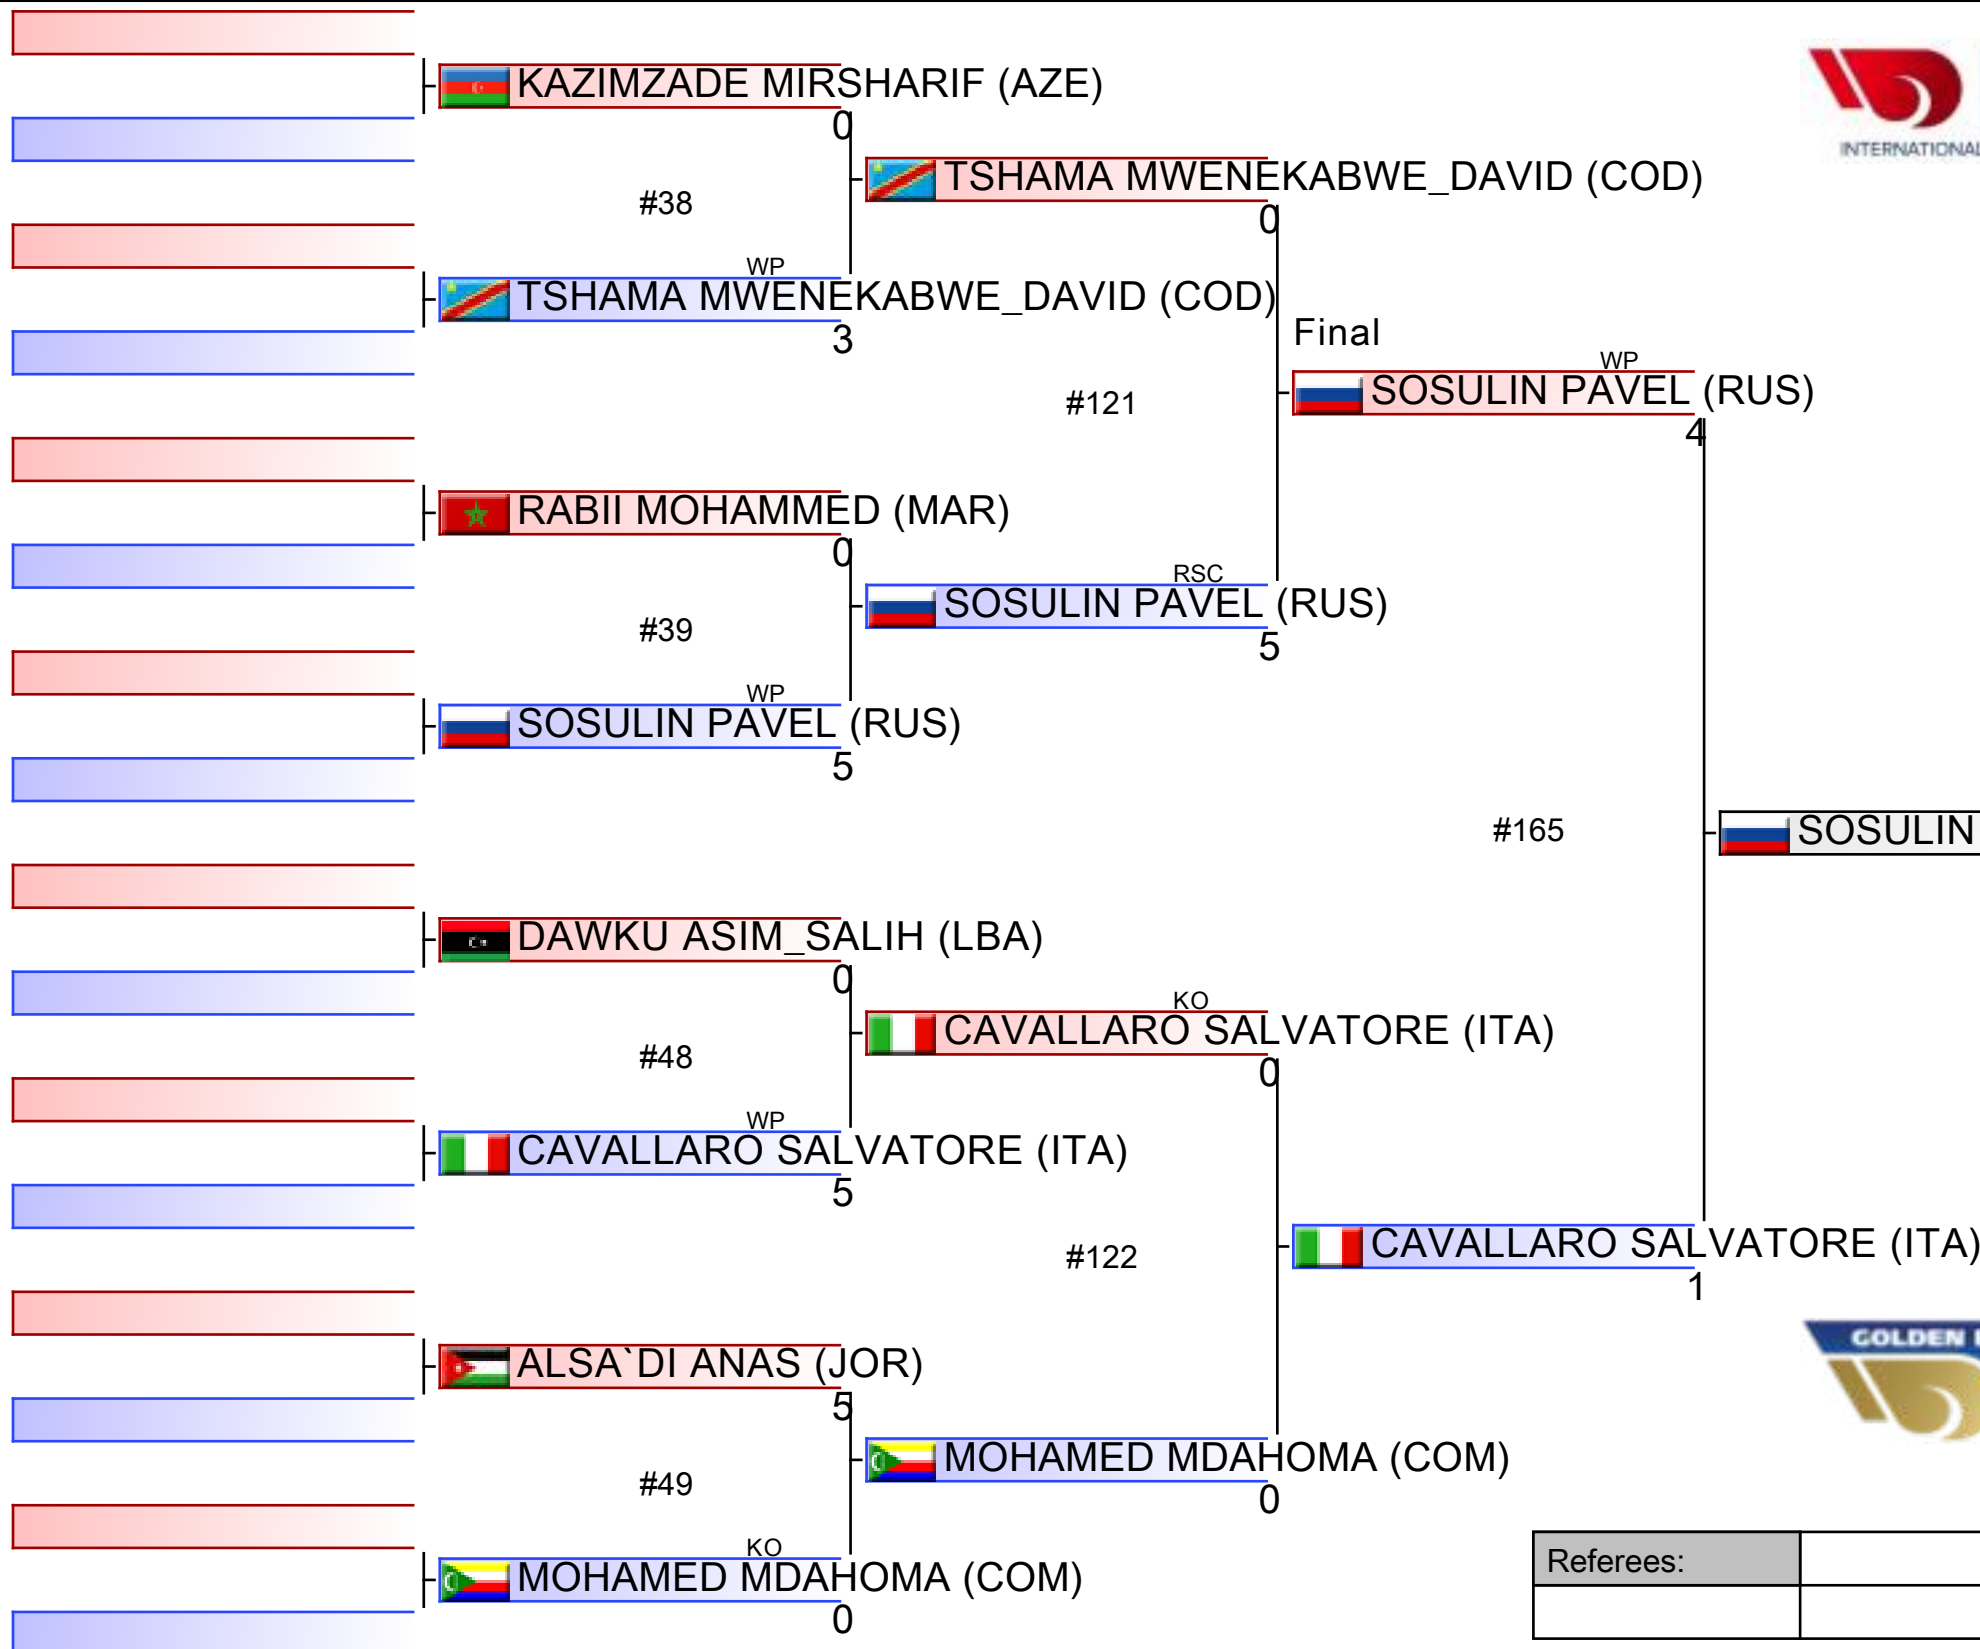 KAZIMZADE MIRSHARIF (AZE)
0
INTERNATIONAL
TSHAMA MWENEKABWE_DAVID (COD)
0
#38
WP
TSHAMA MWENEKABWE_DAVID (COD)
3
Final
WP
SOSULIN PAVEL (RUS)
4
#121
RABII MOHAMMED (MAR)
0
RSC
SOSULIN PAVEL (RUS)
5
#39
WP
SOSULIN PAVEL (RUS)
5
#165
SOSULIN
DAWKU ASIM_SALIH (LBA)
0
KO
CAVALLARO SALVATORE (ITA)
0
#48
WP
CAVALLARO SALVATORE (ITA)
5
#122
CAVALLARO SALVATORE (ITA)
1
GOLDEN
ALSA`DI ANAS (JOR)
5
MOHAMED MDAHOMA (COM)
0
#49
KO
MOHAMED MDAHOMA (COM)
0
Referees: